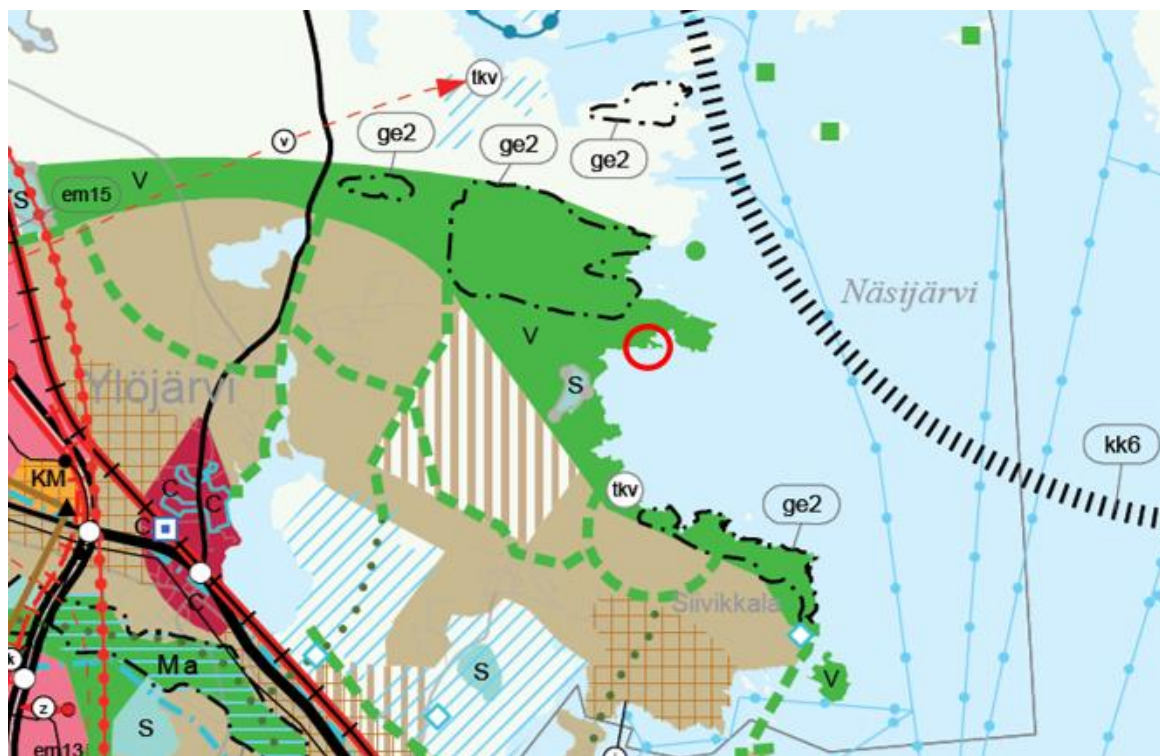 tkv
v
ge2
ge2
ge2
V
S
em15
Näsijärvi
V
S
Ylöjärvi
kk6
KM
C
C
C
tkv
ge2
C
Siivikkala
Ma
S
V
S
z
em13